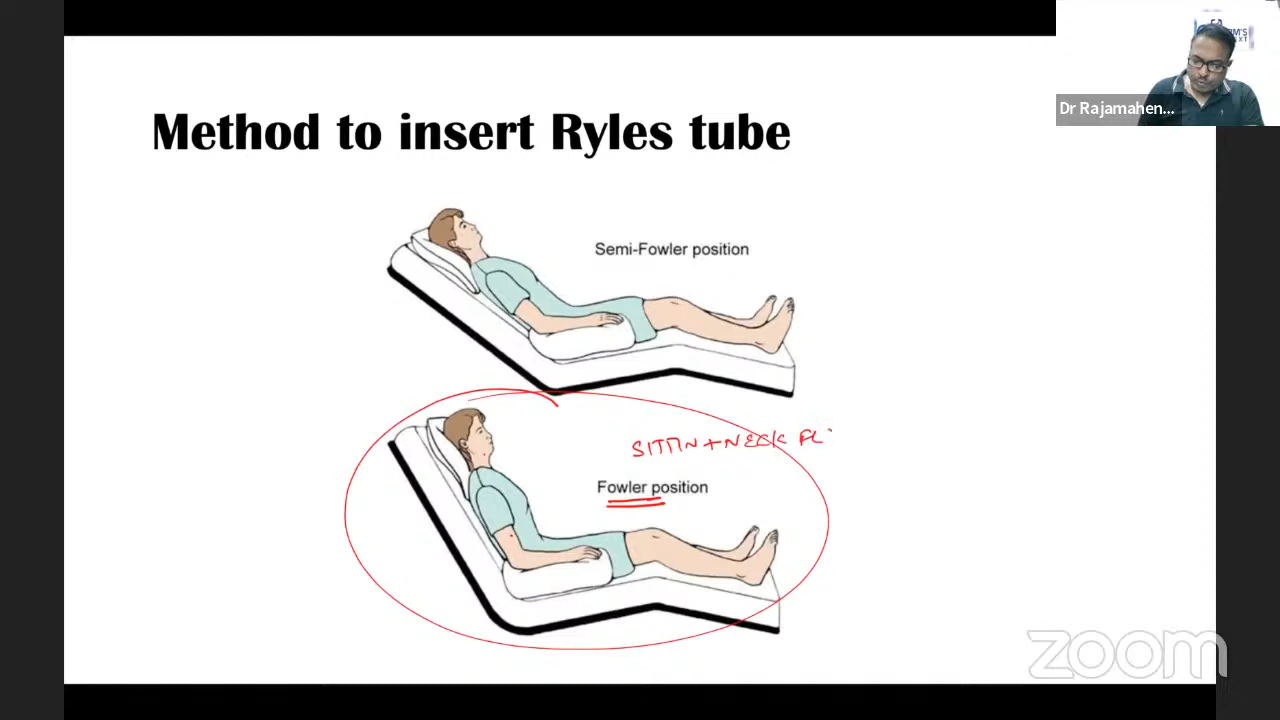 Dr Rajamahen...
Method to insert Ryles tube
Semi-Fowler position
SITTIN + NECK FL
Fowler position
zoom